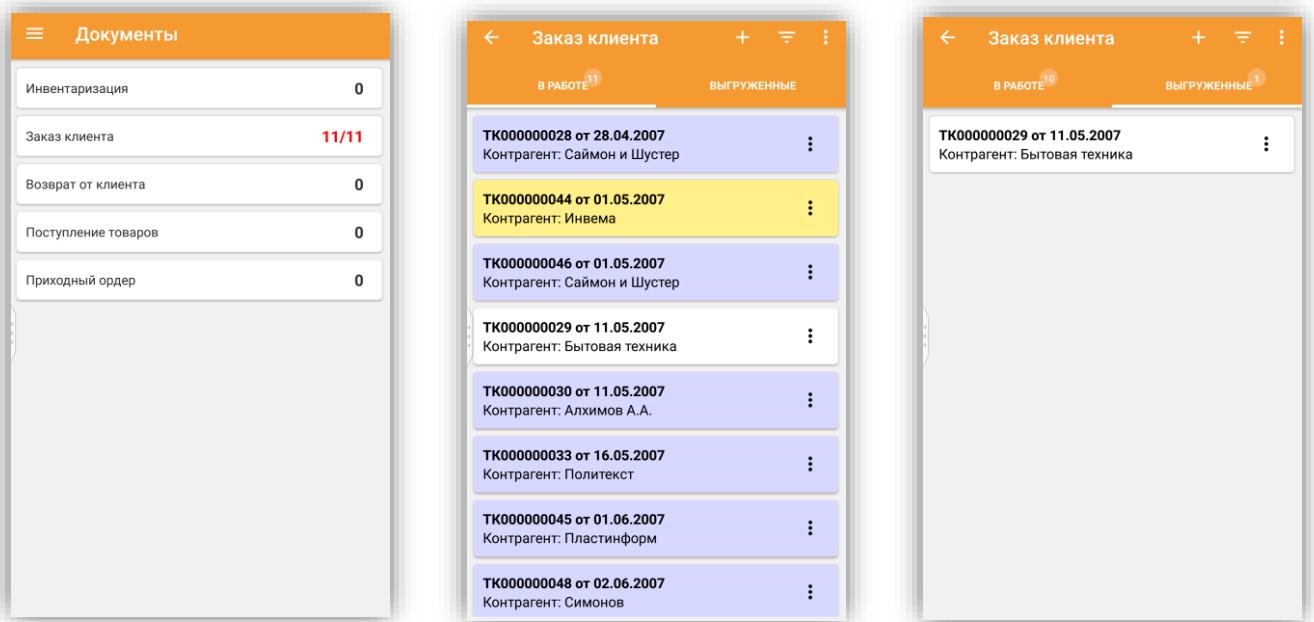 Документы
Инвентаризация 0
Заказ клиента 11/11
Возврат от клиента 0
Поступление товаров 0
Приходный ордер 0
Заказ клиента
В РАБОТЕ 11 ВЫГРУЖЕННЫЕ
ТК000000028 от 28.04.2007
Контрагент: Саймон и Шустер
ТК000000044 от 01.05.2007
Контрагент: Инвема
ТК000000046 от 01.05.2007
Контрагент: Саймон и Шустер
ТК000000029 от 11.05.2007
Контрагент: Бытовая техника
ТК000000030 от 11.05.2007
Контрагент: Алхимов А.А.
ТК000000033 от 16.05.2007
Контрагент: Политекст
ТК000000045 от 01.06.2007
Контрагент: Пластинформ
ТК000000048 от 02.06.2007
Контрагент: Симонов
Заказ клиента
В РАБОТЕ 10 ВЫГРУЖЕННЫЕ 1
ТК000000029 от 11.05.2007
Контрагент: Бытовая техника